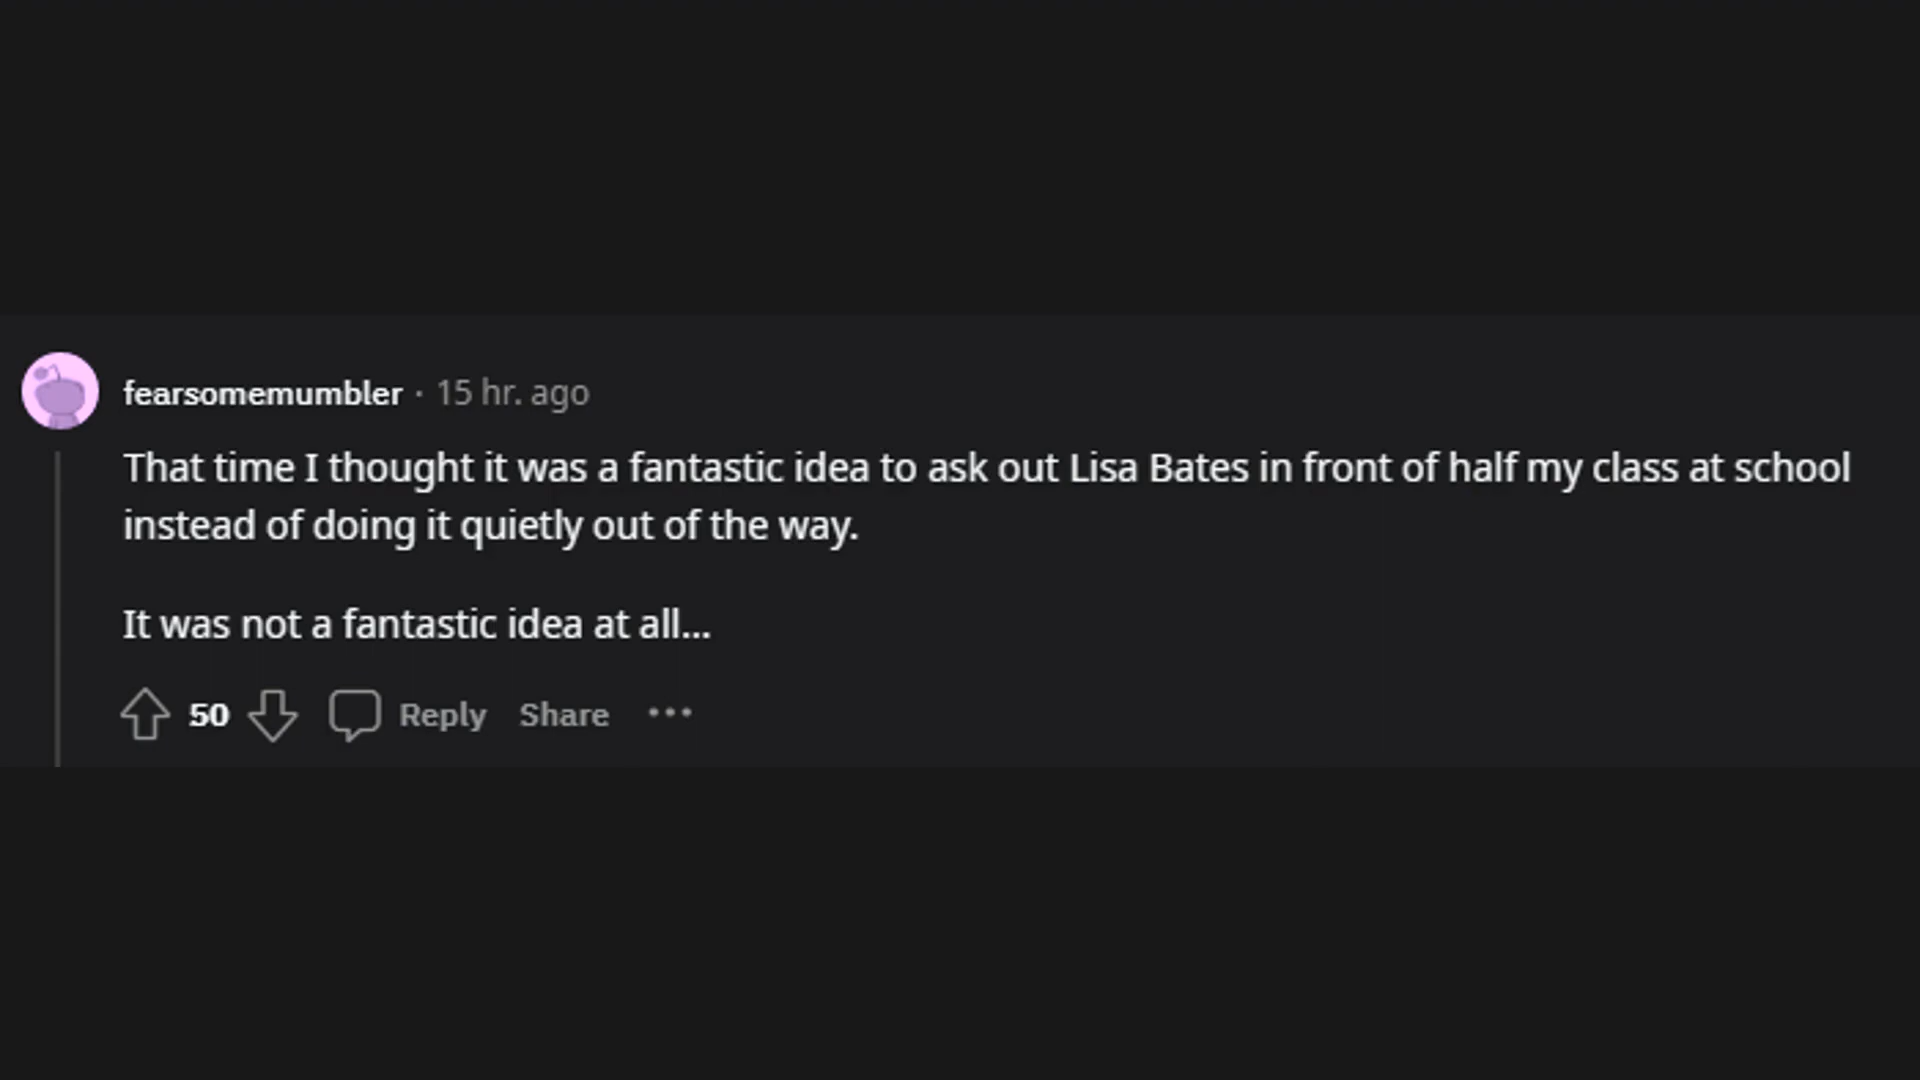 fearsomemumbler · 15 hr. ago
That time I thought it was a fantastic idea to ask out Lisa Bates in front of half my class at school
instead of doing it quietly out of the way.
It was not a fantastic idea at all...
50 Reply Share ···